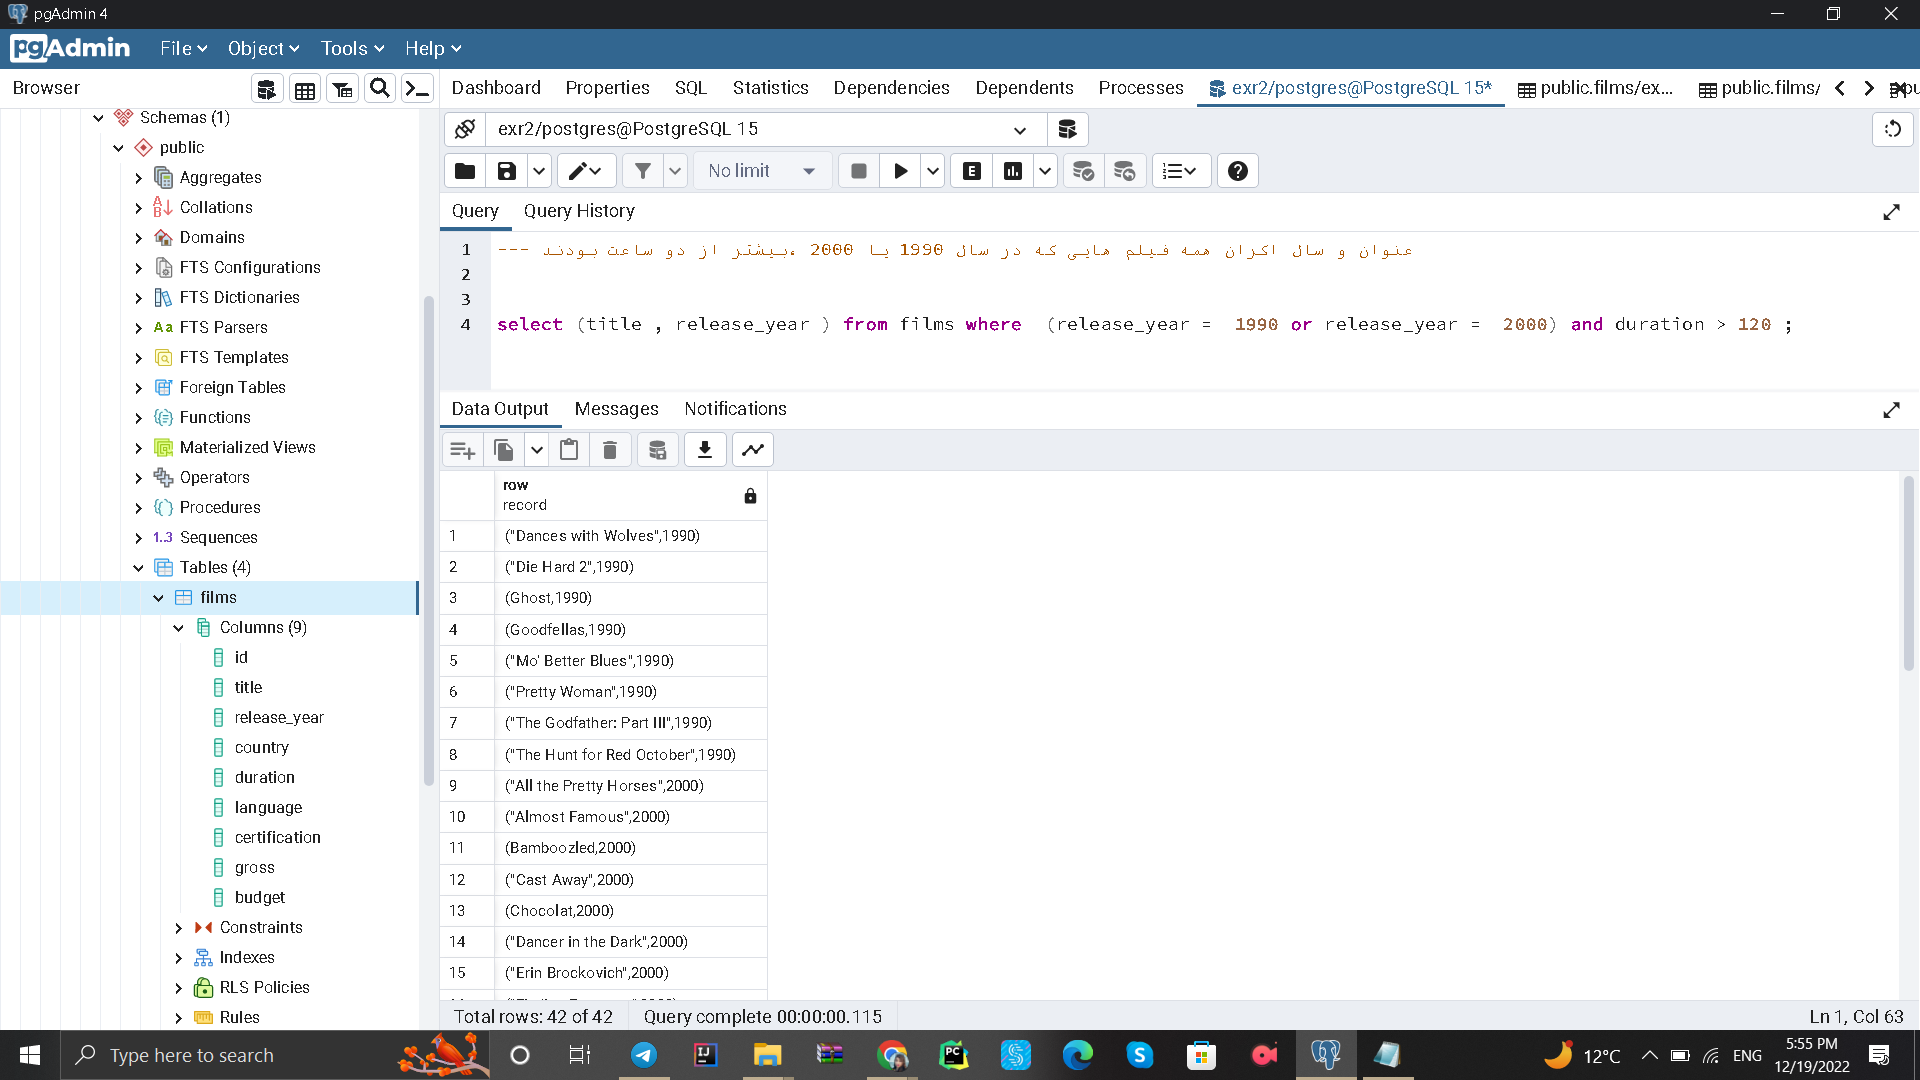 pgAdmin 4
pgAdmin File Object Tools Help
Browser
Dashboard Properties SQL Statistics Dependencies Dependents Processes exr2/postgres@PostgreSQL 15* public.films/ex... public.films/
Schemas (1)
public
Aggregates
Collations
Domains
FTS Configurations
FTS Dictionaries
FTS Parsers
FTS Templates
Foreign Tables
Functions
Materialized Views
Operators
Procedures
1..3 Sequences
Tables (4)
films
Columns (9)
id
title
release_year
country
duration
language
certification
gross
budget
Constraints
Indexes
RLS Policies
Rules
exr2/postgres@PostgreSQL 15
No limit
Query Query History
1 --- عنوان و سال اکران همه فیلم هایی که در سال 1990 یا 2000 ،بیشتر از دو ساعت بودند
2
3
4 select (title , release_year ) from films where (release_year = 1990 or release_year = 2000) and duration > 120 ;
Data Output Messages Notifications
row
record
1 ("Dances with Wolves",1990)
2 ("Die Hard 2",1990)
3 (Ghost,1990)
4 (Goodfellas,1990)
5 ("Mo' Better Blues",1990)
6 ("Pretty Woman",1990)
7 ("The Godfather: Part III",1990)
8 ("The Hunt for Red October",1990)
9 ("All the Pretty Horses",2000)
10 ("Almost Famous",2000)
11 (Bamboozled,2000)
12 ("Cast Away",2000)
13 (Chocolat,2000)
14 ("Dancer in the Dark",2000)
15 ("Erin Brockovich",2000)
Total rows: 42 of 42 Query complete 00:00:00.115 Ln 1, Col 63
Type here to search
12°C ENG
5:55 PM
12/19/2022